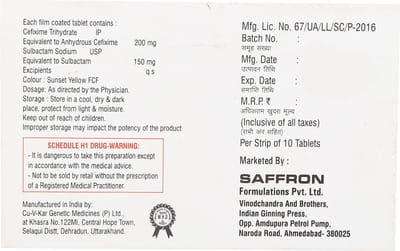 Each film coated tablet contains :
Cefixime Trihydrate IP
Equivalent to Anhydrous Cefixime 200 mg
Sulbactam Sodium USP
Equivalent to Sulbactam 150 mg
Excipients q.s
Colour : Sunset Yellow FCF
Dosage: As directed by the Physician.
Storage : Store in a cool, dry & dark
place, protect from light & moisture.
Keep out of reach of children.
Improper storage may impact the potency of the product
SCHEDULE H1 DRUG-WARNING:
- It is dangerous to take this preparation except
in accordance with the medical advice.
- Not to be sold by retail without the prescription
of a Registered Medical Practitioner.
Manufactured in India by:
Cu-V-Kar Genetic Medicines (P) Ltd.,
at Khasra No.122MI, Central Hope Town,
Selaqui Distt, Dehradun, Uttarakhand.
Mfg. Lic. No. 67/UA/LL/SC/P-2016
Batch No. :
समूह संख्या
Mfg. Date :
उत्पादन तिथि
Exp. Date :
समाप्ति तिथि
M.R.P. ₹ :
अधिकतम खुदरा मूल्य
(Inclusive of all taxes)
(सभी कर सहित)
Per Strip of 10 Tablets
Marketed By :
SAFFRON
Formulations Pvt. Ltd.
Vinodchandra And Brothers,
Indian Ginning Press,
Opp. Amdupura Petrol Pump,
Naroda Road, Ahmedabad- 380025